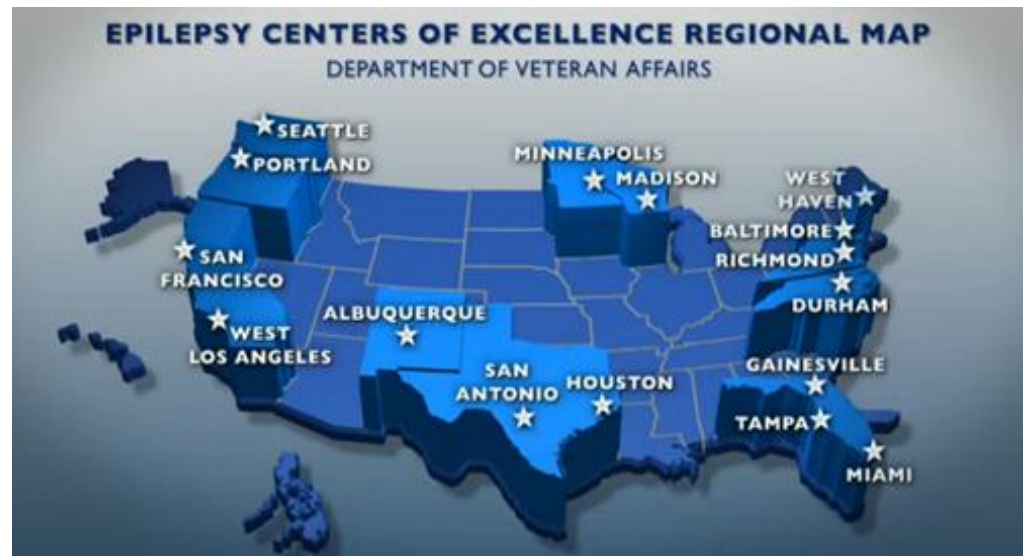 EPILEPSY CENTERS OF EXCELLENCE REGIONAL MAP
DEPARTMENT OF VETERAN AFFAIRS
SEATTLE
PORTLAND
MINNEAPOLIS
MADISON
WEST
HAVEN
BALTIMORE
RICHMOND
DURHAM
SAN
FRANCISCO
WEST
LOS ANGELES
ALBUQUERQUE
SAN
ANTONIO
HOUSTON
GAINESVILLE
TAMPA
MIAMI